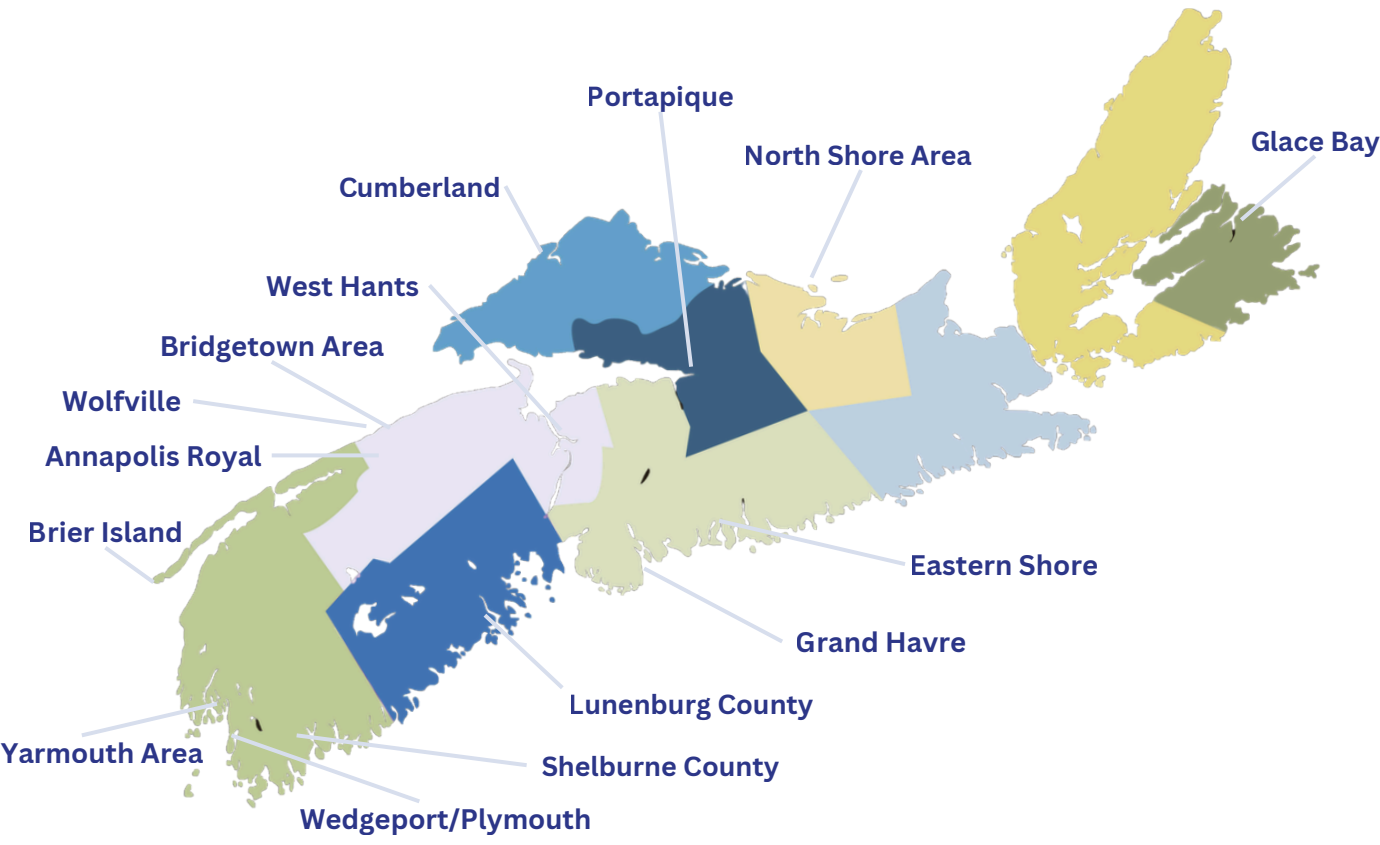 Portapique
Glace Bay
North Shore Area
Cumberland
West Hants
Bridgetown Area
Wolfville
Annapolis Royal
Brier Island
Eastern Shore
Grand Havre
Lunenburg County
Yarmouth Area
Shelburne County
Wedgeport/Plymouth